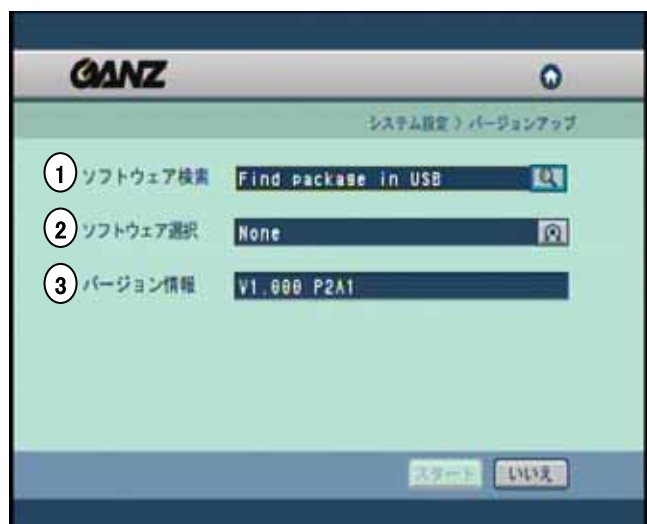 GANZ
システム設定 〉 バージョンアップ
1 ソフトウェア検索 Find package in USB
2 ソフトウェア選択 None
3 バージョン情報 V1.000 P2A1
スタート いいえ